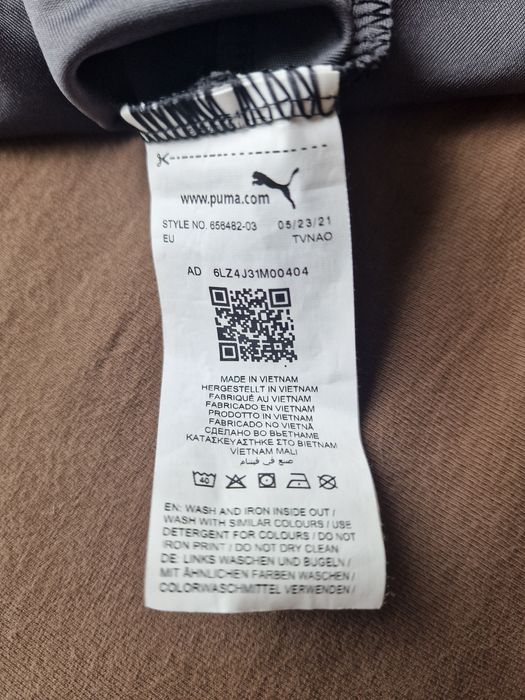 www.puma.com
STYLE NO. 656482-03 05/23/21
EU TVNAO
AD 6LZ4J31M00404
MADE IN VIETNAM
HERGESTELLT IN VIETNAM
FABRIQUÉ AU VIETNAM
FABRICADO EN VIETNAM
PRODOTTO IN VIETNAM
FABRICADO NO VIETNÃ
СДЕЛАНО ВО ВЬЕТНАМЕ
ΚΑΤΑΣΚΕΥΑΣΤΗΚΕ ΣΤΟ ΒΙΕΤΝΑΜ
VIETNAM MALI
صنع في فيتنام
40
EN: WASH AND IRON INSIDE OUT /
WASH WITH SIMILAR COLOURS / USE
DETERGENT FOR COLOURS / DO NOT
IRON PRINT / DO NOT DRY CLEAN
DE: LINKS WASCHEN UND BÜGELN /
MIT ÄHNLICHEN FARBEN WASCHEN /
COLORWASCHMITTEL VERWENDEN /